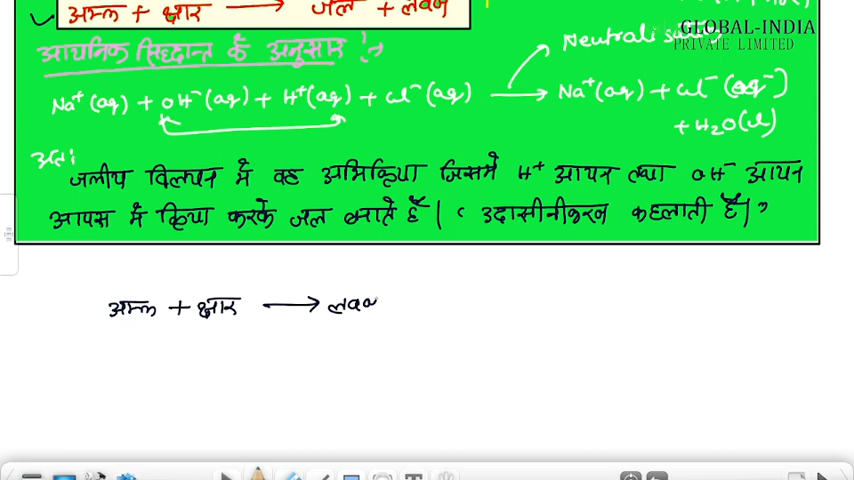 अम्ल + क्षार ⟶ जल + लवण
GLOBAL-INDIA
PRIVATE LIMITED
आयनिक सिद्धान्त के अनुसार :→
Neutralisation
Na⁺(aq) + OH⁻(aq) + H⁺(aq) + Cl⁻(aq) ⟶ Na⁺(aq) + Cl⁻(aq⁻)
+ H₂O(l)
अतः
जलीय विलयन में वह अभिक्रिया जिसमें H⁺ आयन तथा OH⁻ आयन
आपस में क्रिया करके जल बनाते हैं| " उदासीनीकरण कहलाती है|"
अम्ल + क्षार ⟶ लवण